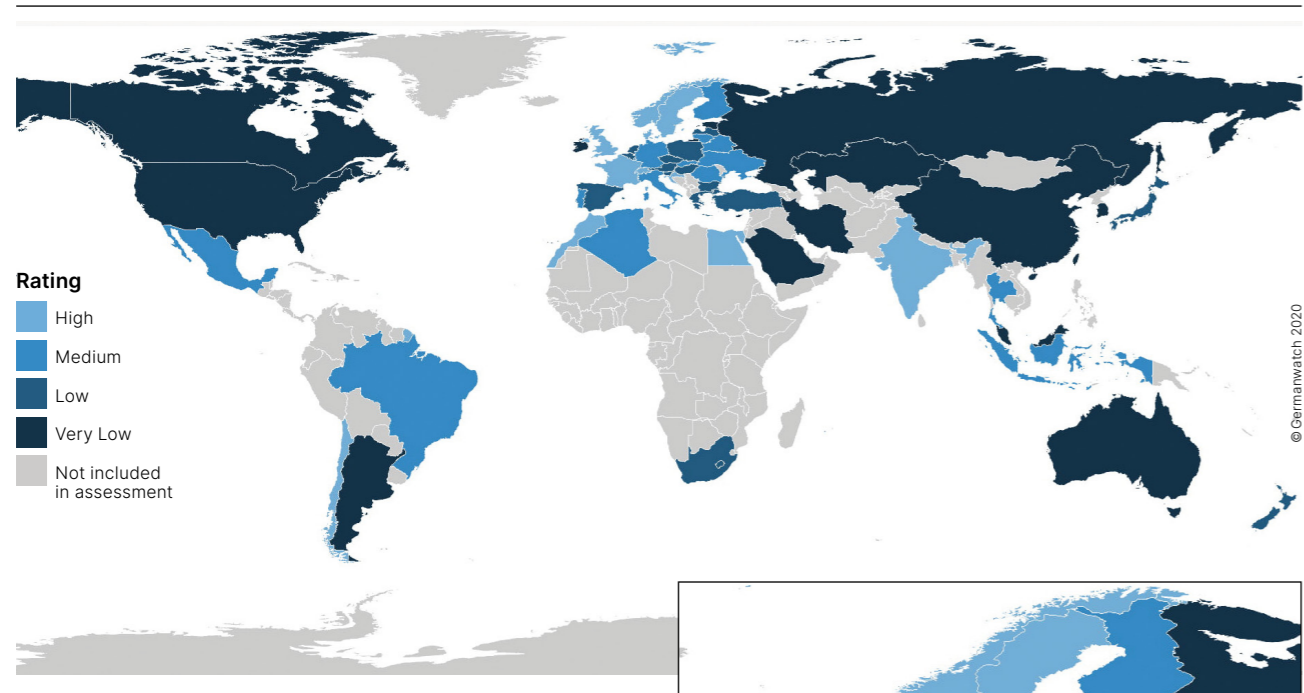 Rating
High
Medium
Low
Very Low
Not included
in assessment
© Germanwatch 2020